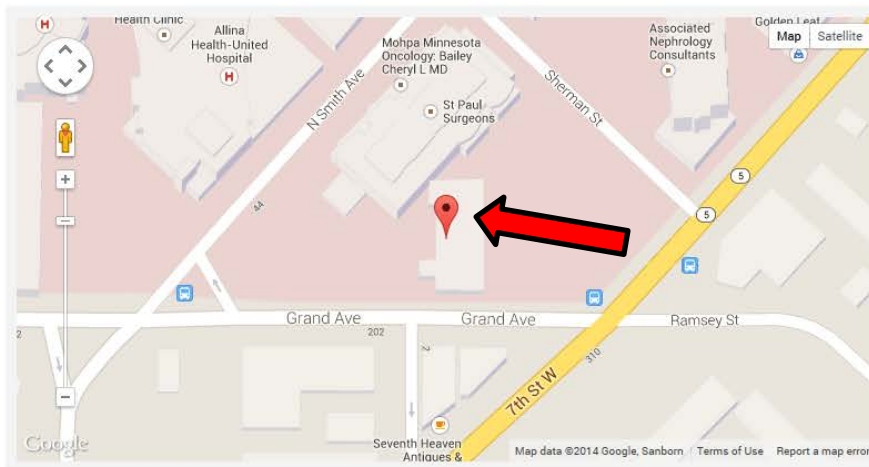 Health Clinic
H
Allina
Health-United
Hospital
H
Mohpa Minnesota
Oncology: Bailey
Cheryl L MD
St Paul
Surgeons
Associated
Nephrology
Consultants
Golden Leaf
Map
Satellite
N Smith Ave
Sherman St
44
5
5
Grand Ave
Grand Ave
Ramsey St
202
2
2
310
7th St W
Seventh Heaven
Antiques &
Google
Map data ©2014 Google, Sanborn
Terms of Use
Report a map error